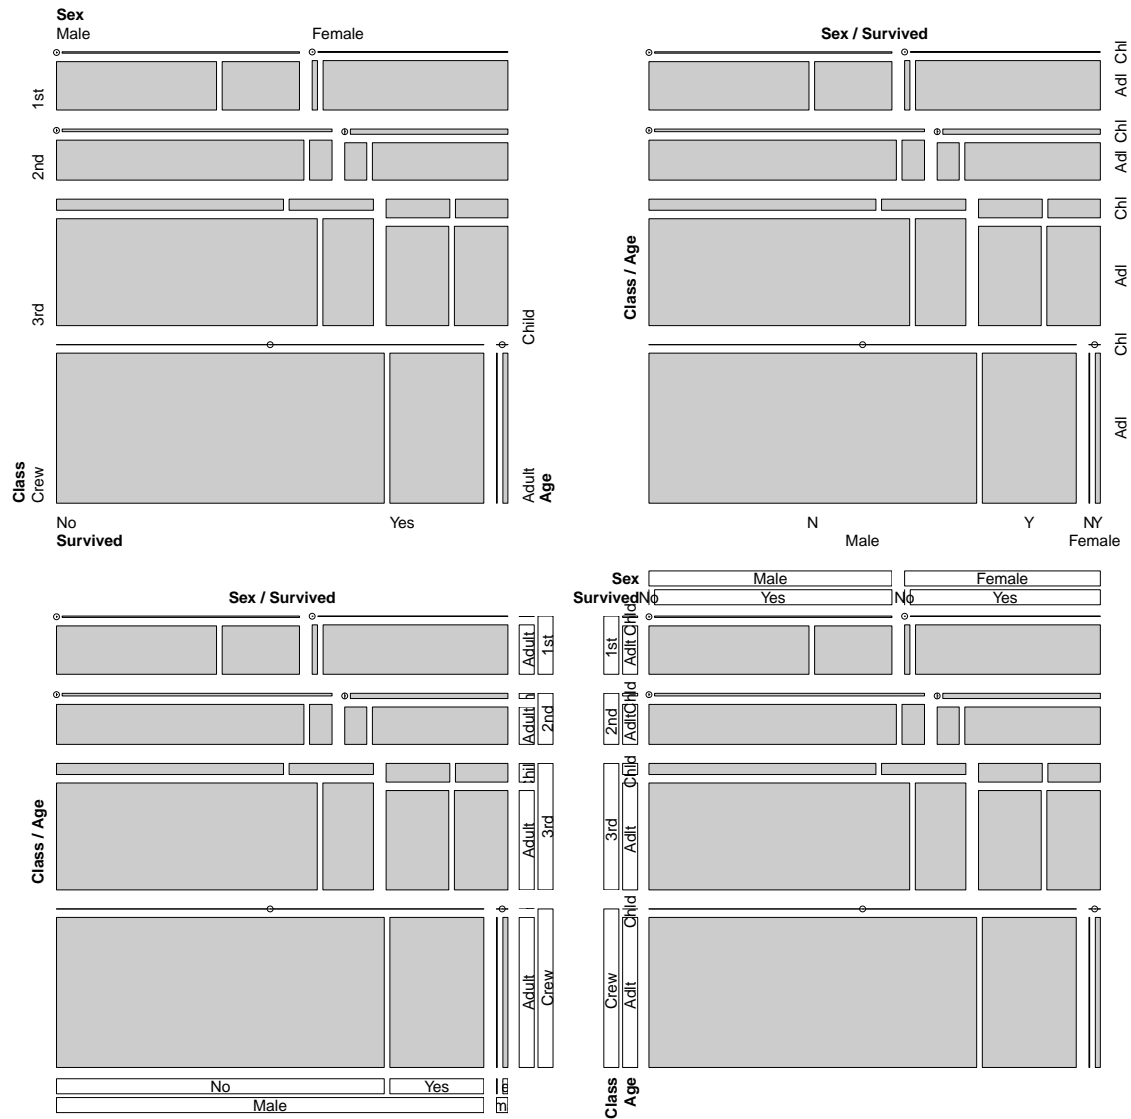 Sex
Male Female
1st
2nd
3rd
Crew
Class
Child
Adult
Age
No Yes
Survived
Sex / Survived
Chl
Adl
Chl
Adl
Chl
Adl
Chl
Adl
Class / Age
N Y N Y
Male Female
Sex / Survived
Adult 1st
Adult 2nd
Adult 3rd
Adult Crew
Class / Age
No Yes
Male
Sex Male Female
Survived No Yes No Yes
1st Adlt Chld
2nd Adlt Chld
3rd Adlt Chld
Crew Adlt Chld
Class Age